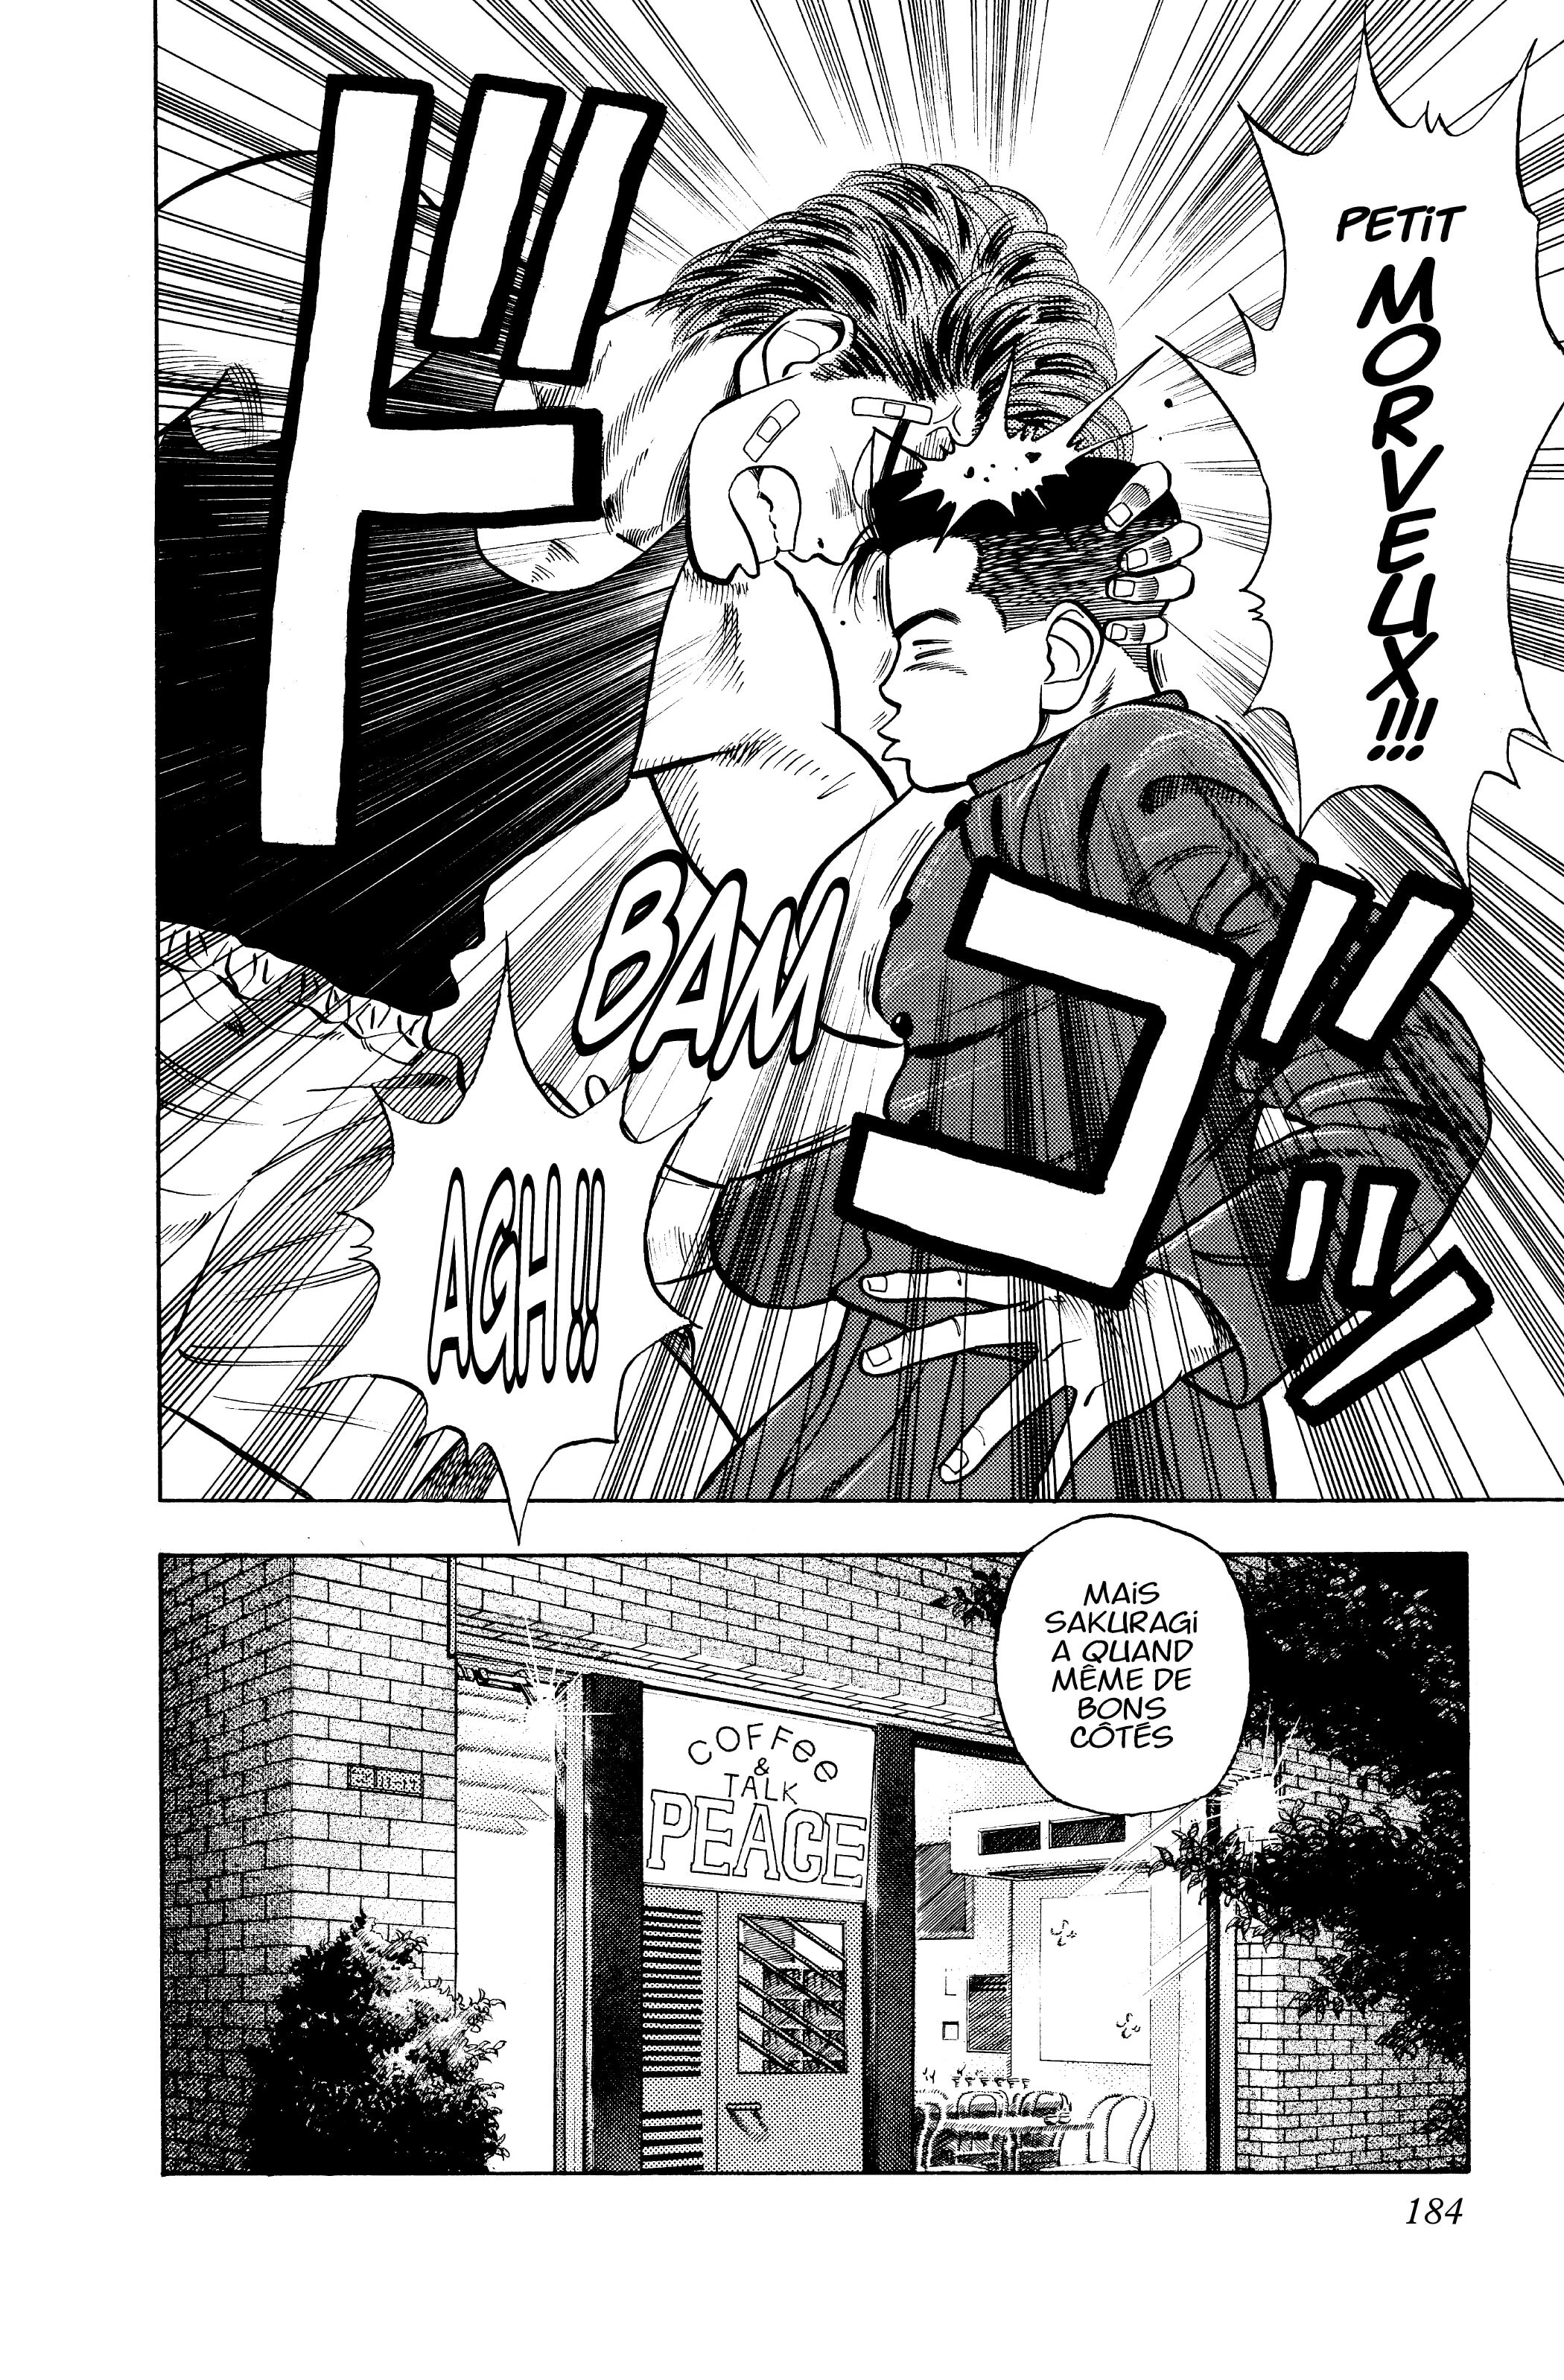 PETIT
MORVEUX!!!
ド
ゴ
BAM
AGH!!
MAIS
SAKURAGI
A QUAND
MÊME DE
BONS
CÔTÉS
COFFee
&
TALK
PEACE
184